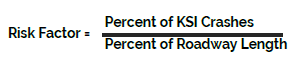 Percent of KSI Crashes
Risk Factor =
Percent of Roadway Length